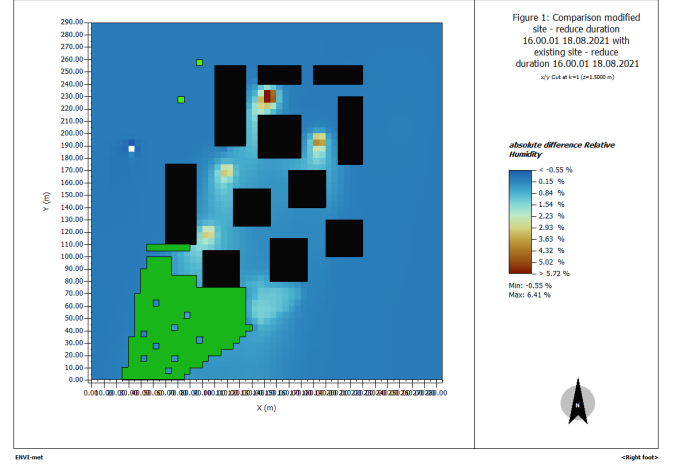 Figure 1: Comparison modified
site - reduce duration
16.00.01 18.08.2021 with
existing site - reduce
duration 16.00.01 18.08.2021
x/y Cut at k=1 (z=1.5000 m)
absolute difference Relative
Humidity
< -0.55 %
0.15 %
0.84 %
1.54 %
2.23 %
2.93 %
3.63 %
4.32 %
5.02 %
> 5.72 %
Min: -0.55 %
Max: 6.41 %
N
290.00
280.00
270.00
260.00
250.00
240.00
230.00
220.00
210.00
200.00
190.00
180.00
170.00
160.00
150.00
140.00
130.00
120.00
110.00
100.00
90.00
80.00
70.00
60.00
50.00
40.00
30.00
20.00
10.00
0.00
Y (m)
X (m)
ENVI-met
<Right foot>